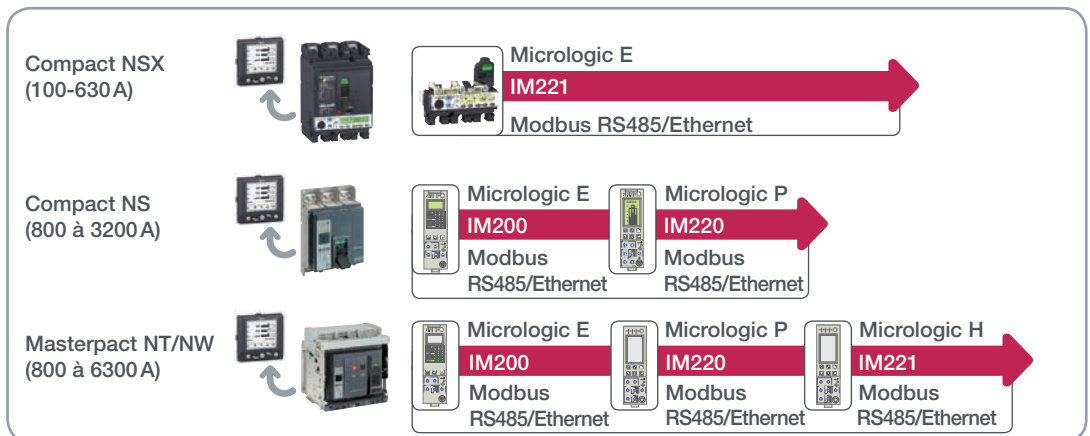 Compact NSX
(100-630 A)
Micrologic E
IM221
Modbus RS485/Ethernet
Compact NS
(800 à 3200 A)
Micrologic E
IM200
Modbus
RS485/Ethernet
Micrologic P
IM220
Modbus
RS485/Ethernet
Masterpact NT/NW
(800 à 6300 A)
Micrologic E
IM200
Modbus
RS485/Ethernet
Micrologic P
IM220
Modbus
RS485/Ethernet
Micrologic H
IM221
Modbus
RS485/Ethernet